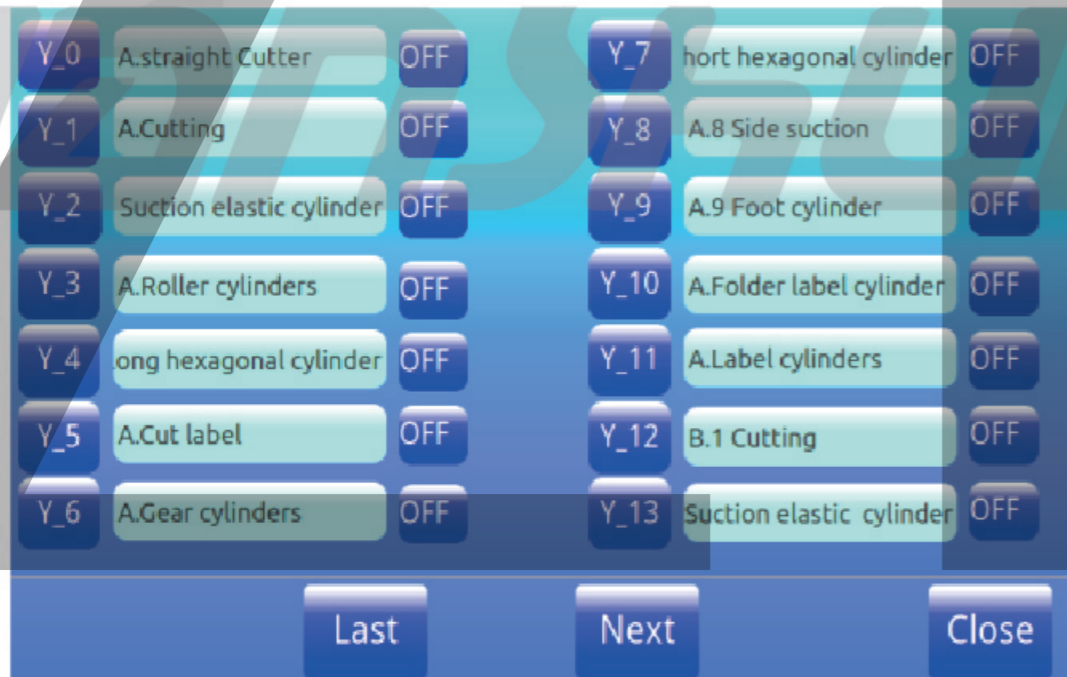 Y_0 A.straight Cutter OFF
Y_1 A.Cutting OFF
Y_2 Suction elastic cylinder OFF
Y_3 A.Roller cylinders OFF
Y_4 ong hexagonal cylinder OFF
Y_5 A.Cut label OFF
Y_6 A.Gear cylinders OFF
Y_7 hort hexagonal cylinder OFF
Y_8 A.8 Side suction OFF
Y_9 A.9 Foot cylinder OFF
Y_10 A.Folder label cylinder OFF
Y_11 A.Label cylinders OFF
Y_12 B.1 Cutting OFF
Y_13 Suction elastic cylinder OFF
Last Next Close